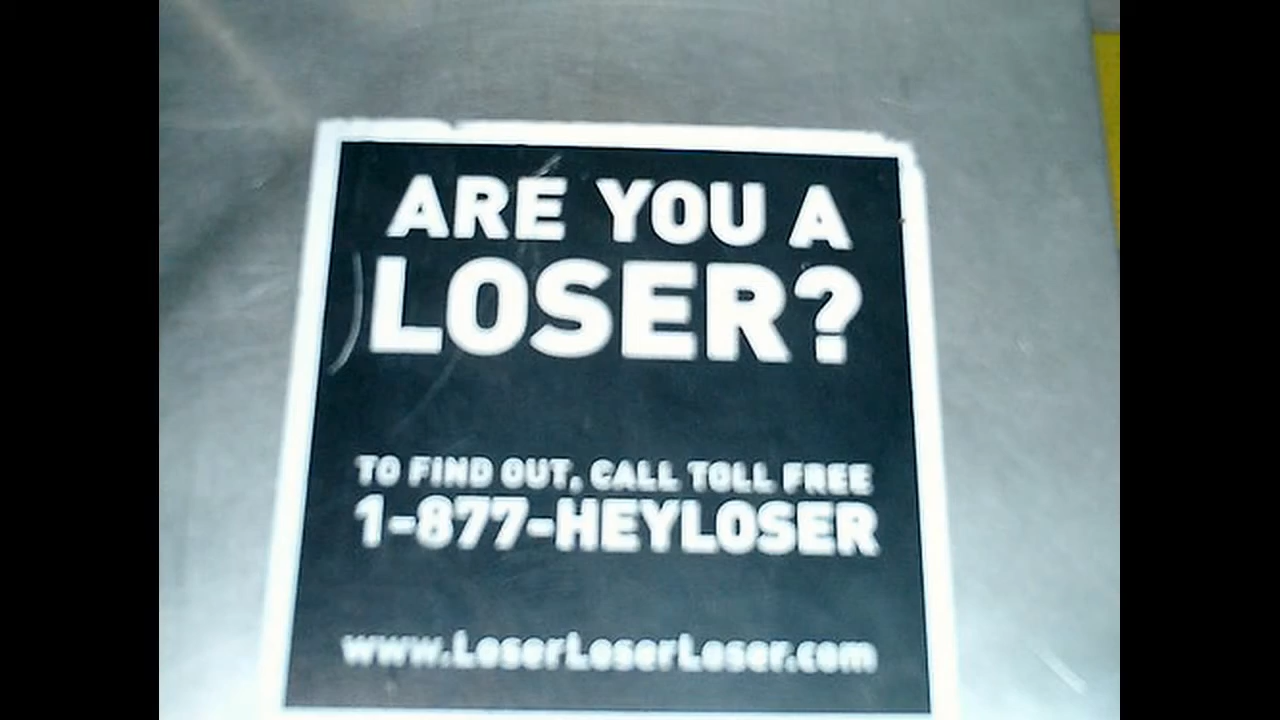 ARE YOU A
LOSER?
TO FIND OUT, CALL TOLL FREE
1-877-HEYLOSER
www.LoserLoserLoser.com